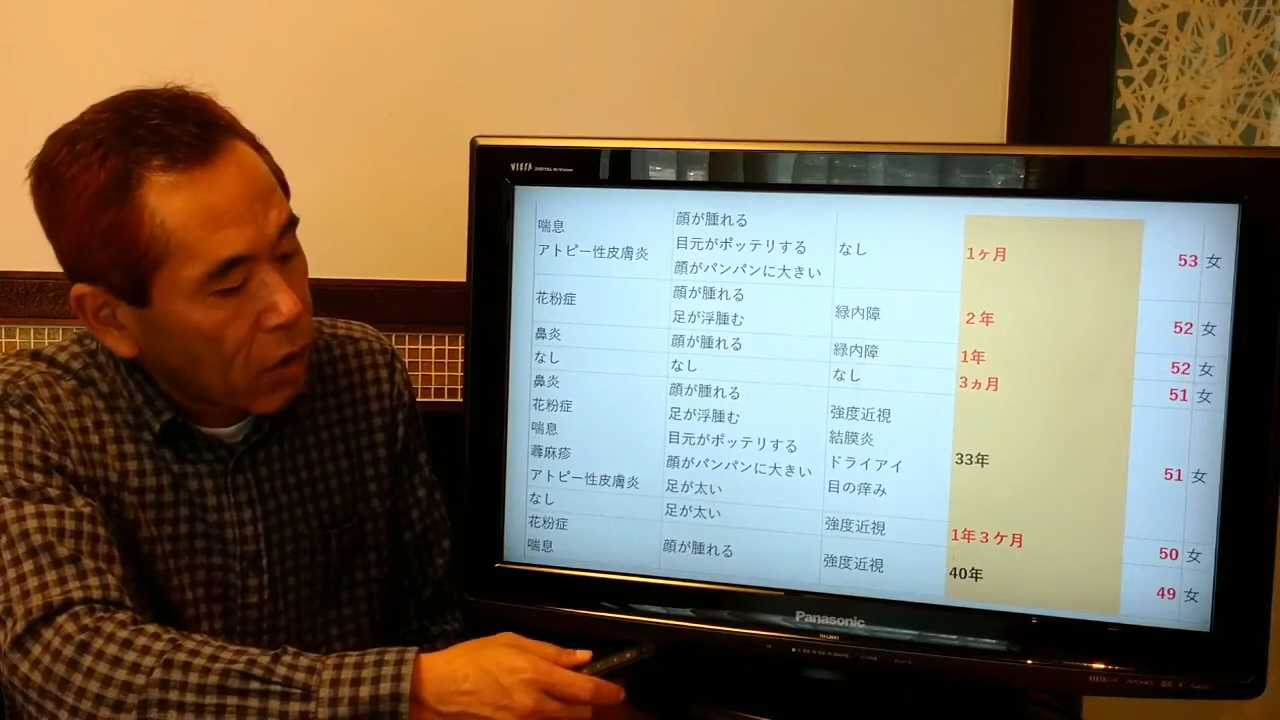 VIERA DIGITAL Hi-Vision
喘息
アトピー性皮膚炎
顔が腫れる
目元がポッテリする
顔がパンパンに大きい
なし
1ヶ月
53 女
花粉症
顔が腫れる
足が浮腫む
緑内障
2年
52 女
鼻炎
顔が腫れる
緑内障
1年
52 女
なし
なし
なし
3ヵ月
51 女
鼻炎
花粉症
喘息
蕁麻疹
アトピー性皮膚炎
顔が腫れる
足が浮腫む
目元がポッテリする
顔がパンパンに大きい
足が太い
強度近視
結膜炎
ドライアイ
目の痒み
33年
51 女
なし
足が太い
強度近視
1年3ケ月
50 女
花粉症
喘息
顔が腫れる
強度近視
40年
49 女
Panasonic